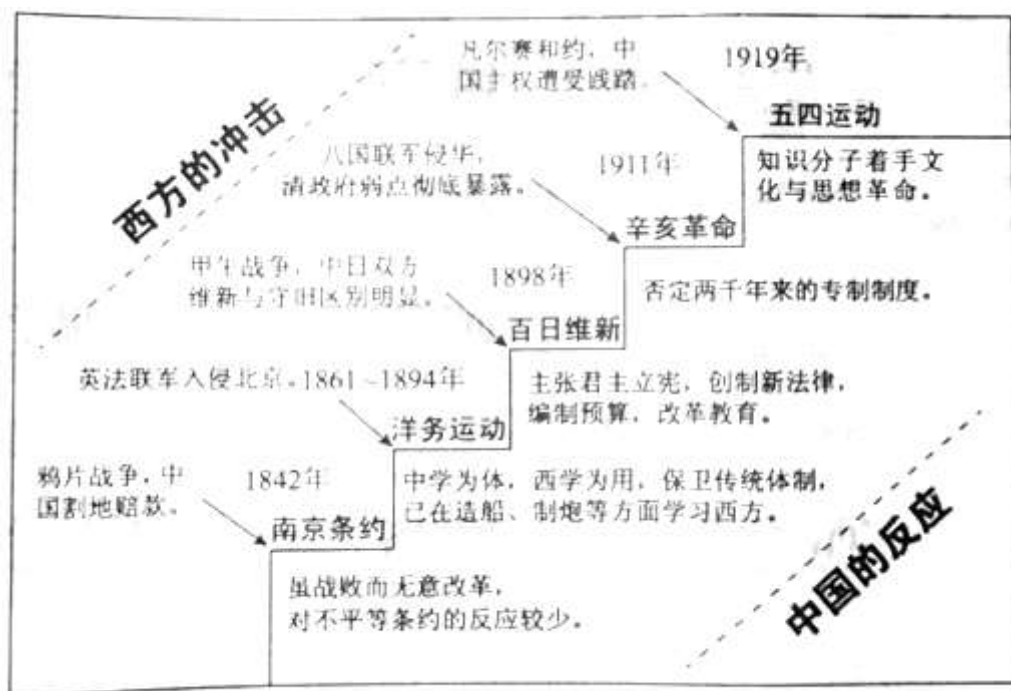 凡尔赛和约，中
国主权遭受践踏。
1919年
五四运动
知识分子着手文
化与思想革命。
西方的冲击
八国联军侵华，
清政府弱点彻底暴露。
1911年
辛亥革命
否定两千年来的专制制度。
甲午战争，中日双方
维新与守旧区别明显。
1898年
百日维新
主张君主立宪，创制新法律，
编制预算，改革教育。
英法联军入侵北京。1861~1894年
洋务运动
中学为体，西学为用，保卫传统体制，
已在造船、制炮等方面学习西方。
鸦片战争，中
国割地赔款。
1842年
南京条约
虽战败而无意改革，
对不平等条约的反应较少。
中国的反应